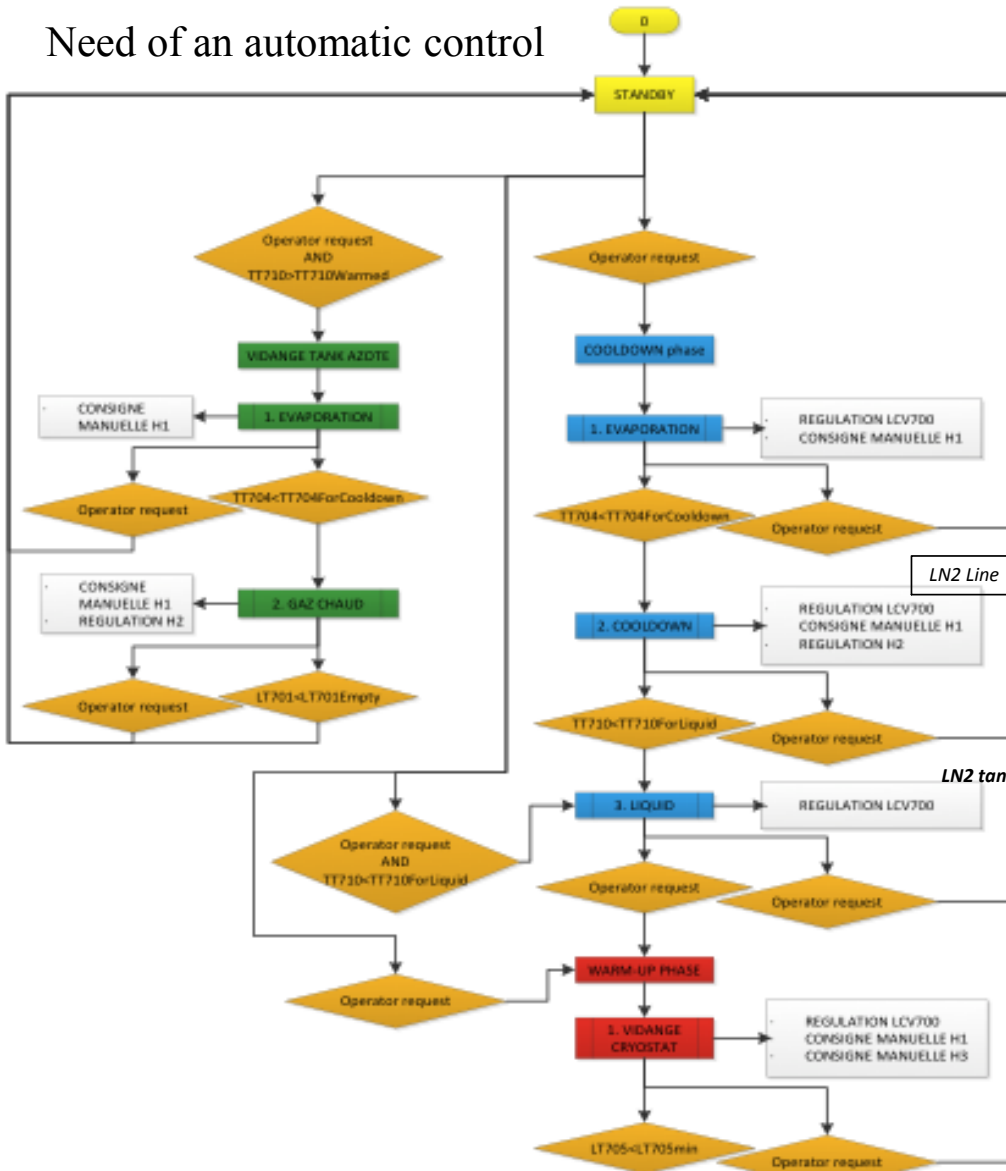 Need of an automatic control
0
STANDBY
Operator request
AND
TT710>TT710Warmed
Operator request
VIDANGE TANK AZOTE
COOLDOWN phase
· CONSIGNE
MANUELLE H1
1. EVAPORATION
1. EVAPORATION
· REGULATION LCV700
· CONSIGNE MANUELLE H1
Operator request
TT704<TT704ForCooldown
TT704<TT704ForCooldown
Operator request
LN2 Line
· CONSIGNE
MANUELLE H1
· REGULATION H2
2. GAZ CHAUD
2. COOLDOWN
· REGULATION LCV700
· CONSIGNE MANUELLE H1
· REGULATION H2
Operator request
LT701<LT701Empty
TT710<TT710ForLiquid
Operator request
LN2 tan
3. LIQUID
· REGULATION LCV700
Operator request
AND
TT710<TT710ForLiquid
Operator request
Operator request
WARM-UP PHASE
Operator request
1. VIDANGE
CRYOSTAT
· REGULATION LCV700
· CONSIGNE MANUELLE H1
· CONSIGNE MANUELLE H3
LT705<LT705min
Operator request